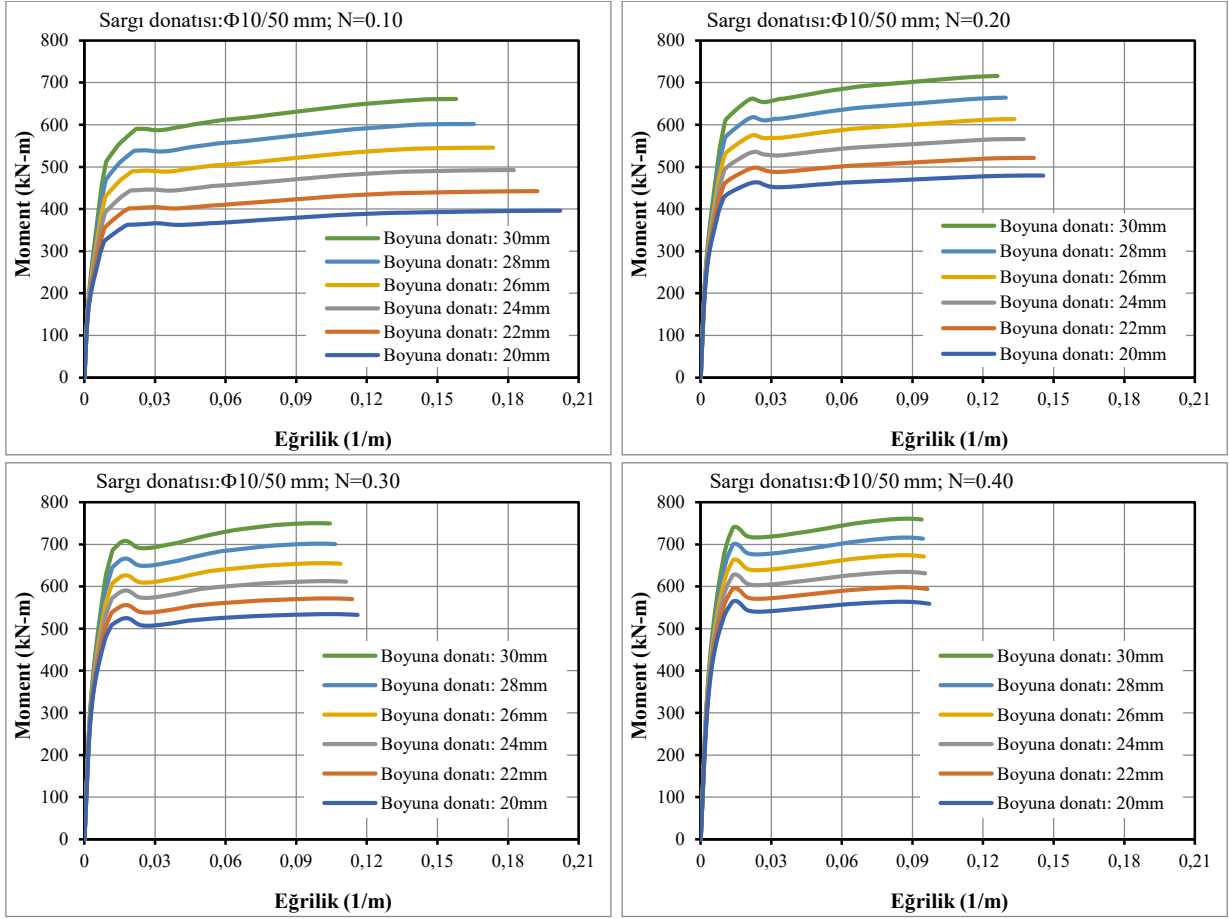 Sargı donatısı:Φ10/50 mm; N=0.10
800
700
600
500
400
300
200
100
0
Moment (kN-m)
Boyuna donatı: 30mm
Boyuna donatı: 28mm
Boyuna donatı: 26mm
Boyuna donatı: 24mm
Boyuna donatı: 22mm
Boyuna donatı: 20mm
0 0,03 0,06 0,09 0,12 0,15 0,18 0,21
Eğrilik (1/m)
Sargı donatısı:Φ10/50 mm; N=0.20
800
700
600
500
400
300
200
100
0
Moment (kN-m)
Boyuna donatı: 30mm
Boyuna donatı: 28mm
Boyuna donatı: 26mm
Boyuna donatı: 24mm
Boyuna donatı: 22mm
Boyuna donatı: 20mm
0 0,03 0,06 0,09 0,12 0,15 0,18 0,21
Eğrilik (1/m)
Sargı donatısı:Φ10/50 mm; N=0.30
800
700
600
500
400
300
200
100
0
Moment (kN-m)
Boyuna donatı: 30mm
Boyuna donatı: 28mm
Boyuna donatı: 26mm
Boyuna donatı: 24mm
Boyuna donatı: 22mm
Boyuna donatı: 20mm
0 0,03 0,06 0,09 0,12 0,15 0,18 0,21
Eğrilik (1/m)
Sargı donatısı:Φ10/50 mm; N=0.40
800
700
600
500
400
300
200
100
0
Moment (kN-m)
Boyuna donatı: 30mm
Boyuna donatı: 28mm
Boyuna donatı: 26mm
Boyuna donatı: 24mm
Boyuna donatı: 22mm
Boyuna donatı: 20mm
0 0,03 0,06 0,09 0,12 0,15 0,18 0,21
Eğrilik (1/m)